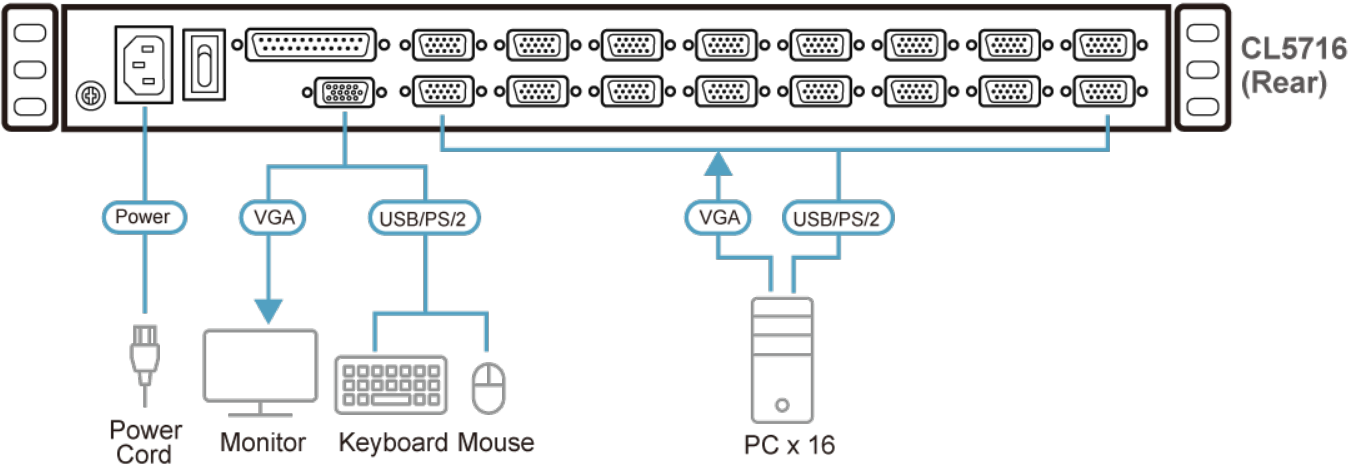 CL5716
(Rear)
Power
VGA
USB/PS/2
VGA
USB/PS/2
Power
Cord
Monitor
Keyboard
Mouse
PC x 16